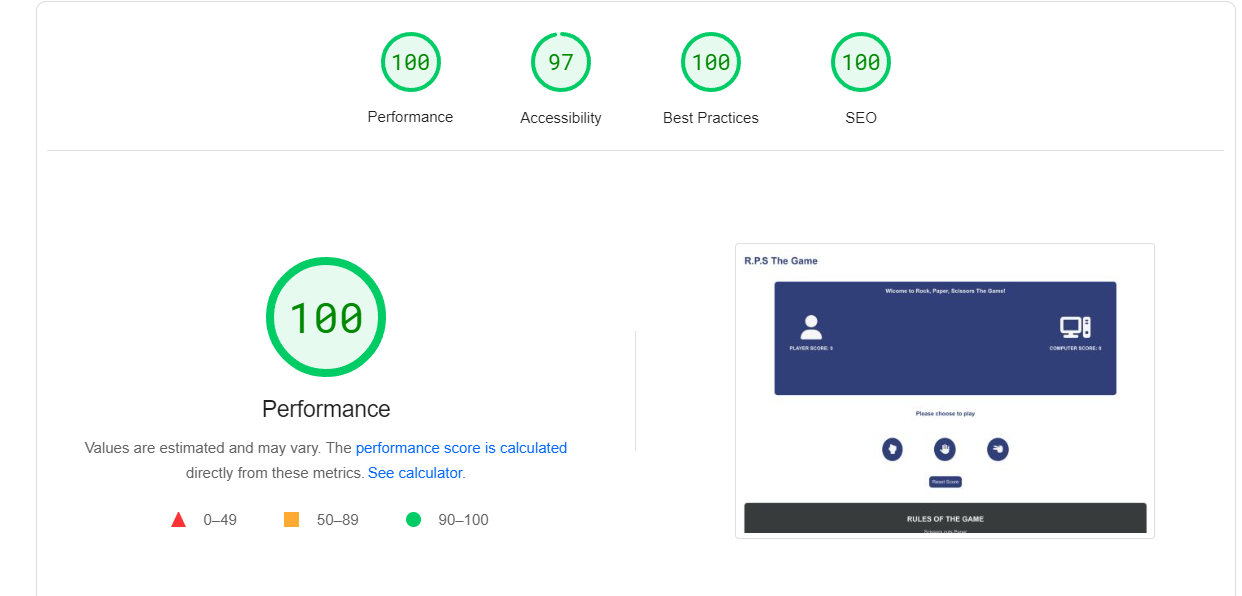 100
97
100
100
Performance
Accessibility
Best Practices
SEO
100
Performance
Values are estimated and may vary. The performance score is calculated
directly from these metrics. See calculator.
0–49
50–89
90–100
R.P.S The Game
Wlcome to Rock, Paper, Scissors The Game!
PLAYER SCORE: 0
COMPUTER SCORE: 0
Please choose to play
Reset Score
RULES OF THE GAME